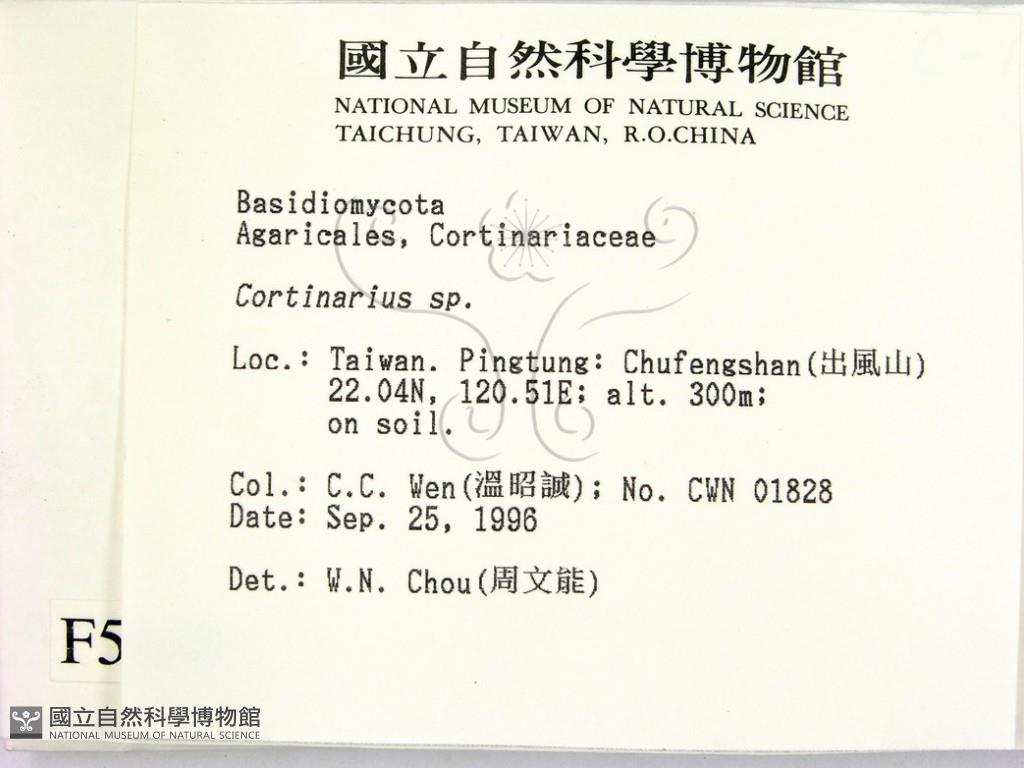 國立自然科學博物館
NATIONAL MUSEUM OF NATURAL SCIENCE
TAICHUNG, TAIWAN, R.O.CHINA
Basidiomycota
Agaricales, Cortinariaceae
Cortinarius sp.
Loc.: Taiwan. Pingtung: Chufengshan(出風山)
22.04N, 120.51E; alt. 300m;
on soil.
Col.: C.C. Wen(溫昭誠); No. CWN 01828
Date: Sep. 25, 1996
Det.: W.N. Chou(周文能)
F5
國立自然科學博物館
NATIONAL MUSEUM OF NATURAL SCIENCE